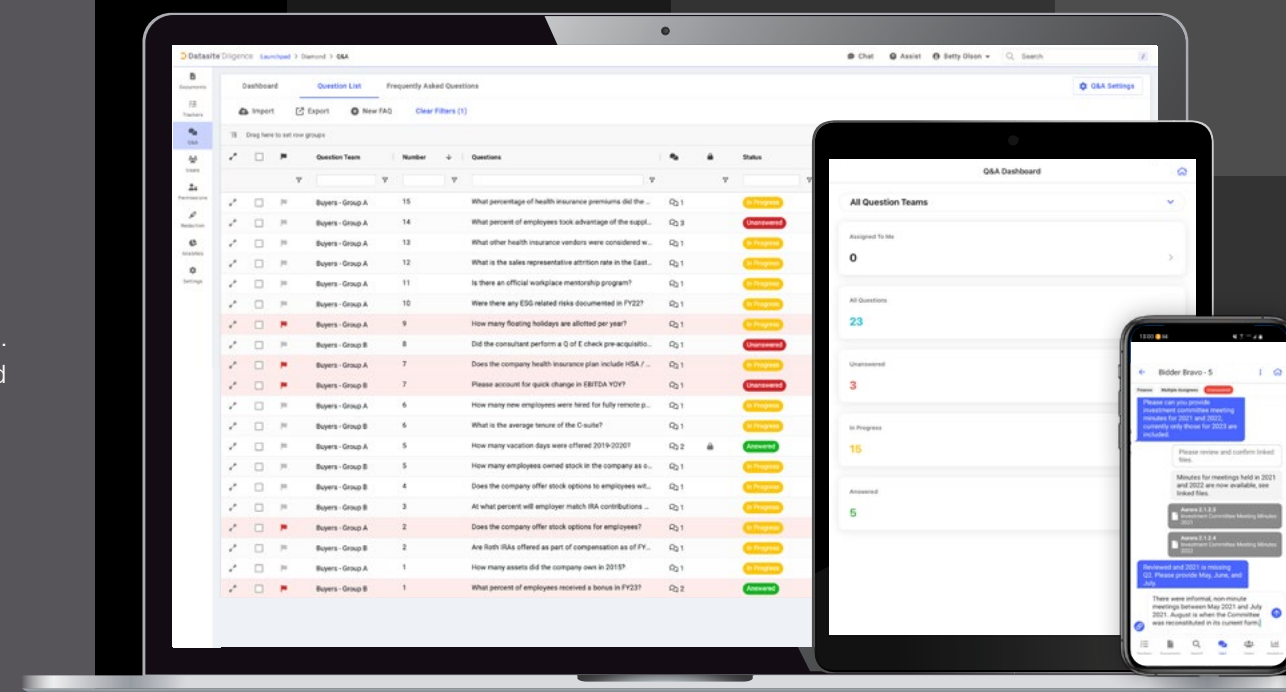 .
d
Datasite Diligence Launchpad > Diamond > Q&A
Chat Assist Betty Olson Search /
Documents
Trackers
Q&A
Users
Permissions
Redaction
Analytics
Settings
Dashboard Question List Frequently Asked Questions
Q&A Settings
Import Export New FAQ Clear Filters (1)
Drag here to set row groups
Question Team Number Questions Status
Buyers - Group A 15 What percentage of health insurance premiums did the ... 1 In Progress
Buyers - Group A 14 What percent of employees took advantage of the suppl... 3 Unanswered
Buyers - Group A 13 What other health insurance vendors were considered w... 1 In Progress
Buyers - Group A 12 What is the sales representative attrition rate in the East... 1 In Progress
Buyers - Group A 11 Is there an official workplace mentorship program? 1 In Progress
Buyers - Group A 10 Were there any ESG related risks documented in FY22? 1 In Progress
Buyers - Group A 9 How many floating holidays are allotted per year? 1 In Progress
Buyers - Group B 8 Did the consultant perform a Q of E check pre-acquisitio... 1 Unanswered
Buyers - Group A 7 Does the company health insurance plan include HSA / ... 1 In Progress
Buyers - Group B 7 Please account for quick change in EBITDA YOY? 1 Unanswered
Buyers - Group A 6 How many new employees were hired for fully remote p... 1 In Progress
Buyers - Group B 6 What is the average tenure of the C-suite? 1 In Progress
Buyers - Group A 5 How many vacation days were offered 2019-2020? 2 Answered
Buyers - Group B 5 How many employees owned stock in the company as o... 1 In Progress
Buyers - Group B 4 Does the company offer stock options to employees wit... 1 In Progress
Buyers - Group B 3 At what percent will employer match IRA contributions ... 1 In Progress
Buyers - Group A 2 Does the company offer stock options for employees? 1 In Progress
Buyers - Group B 2 Are Roth IRAs offered as part of compensation as of FY... 1 In Progress
Buyers - Group A 1 How many assets did the company own in 2015? 1 In Progress
Buyers - Group B 1 What percent of employees received a bonus in FY23? 2 Answered
Q&A Dashboard
All Question Teams
Assigned To Me
0
All Questions
23
Unanswered
3
In Progress
15
Answered
5
Bidder Bravo - 5
Finance Multiple Assignees Unanswered
Please can you provide
investment committee meeting
minutes for 2021 and 2022,
currently only those for 2023 are
included.
Please review and confirm linked
files.
Minutes for meetings held in 2021
and 2022 are now available, see
linked files.
Aurora 2.1.2.3
Investment Committee Meeting Minutes
2021
Aurora 2.1.2.4
Investment Committee Meeting Minutes
2022
Reviewed and 2021 is missing
Q2. Please provide May, June, and
July.
There were informal, non-minute
meetings between May 2021 and July
2021. August is when the Committee
was reconstituted in its current form.